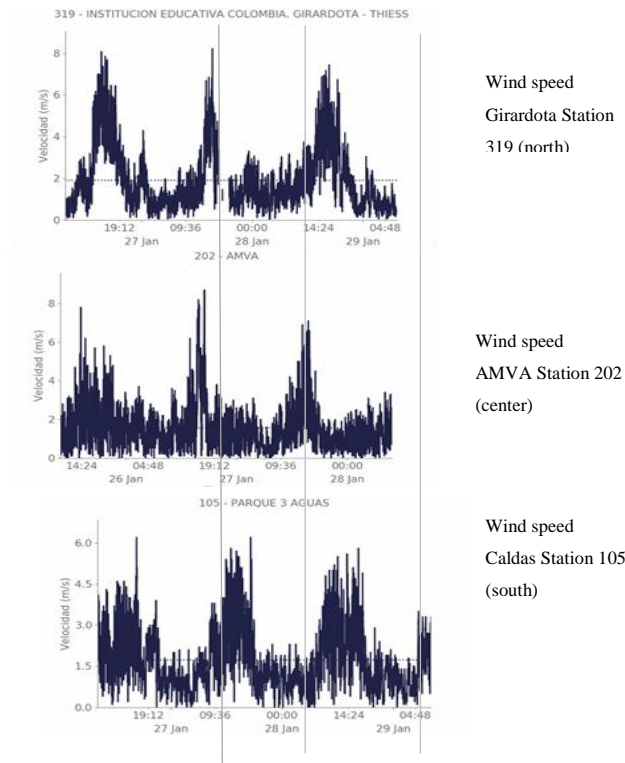 319 - INSTITUCION EDUCATIVA COLOMBIA. GIRARDOTA - THIESS
8
6
4
2
0
Velocidad (m/s)
19:12 09:36 00:00 14:24 04:48
27 Jan 28 Jan 29 Jan
Wind speed
Girardota Station
319 (north)
202 - AMVA
8
6
4
2
0
Velocidad (m/s)
14:24 04:48 19:12 09:36 00:00
26 Jan 27 Jan 28 Jan
Wind speed
AMVA Station 202
(center)
105 - PARQUE 3 AGUAS
6.0
4.5
3.0
1.5
0.0
Velocidad (m/s)
19:12 09:36 00:00 14:24 04:48
27 Jan 28 Jan 29 Jan
Wind speed
Caldas Station 105
(south)